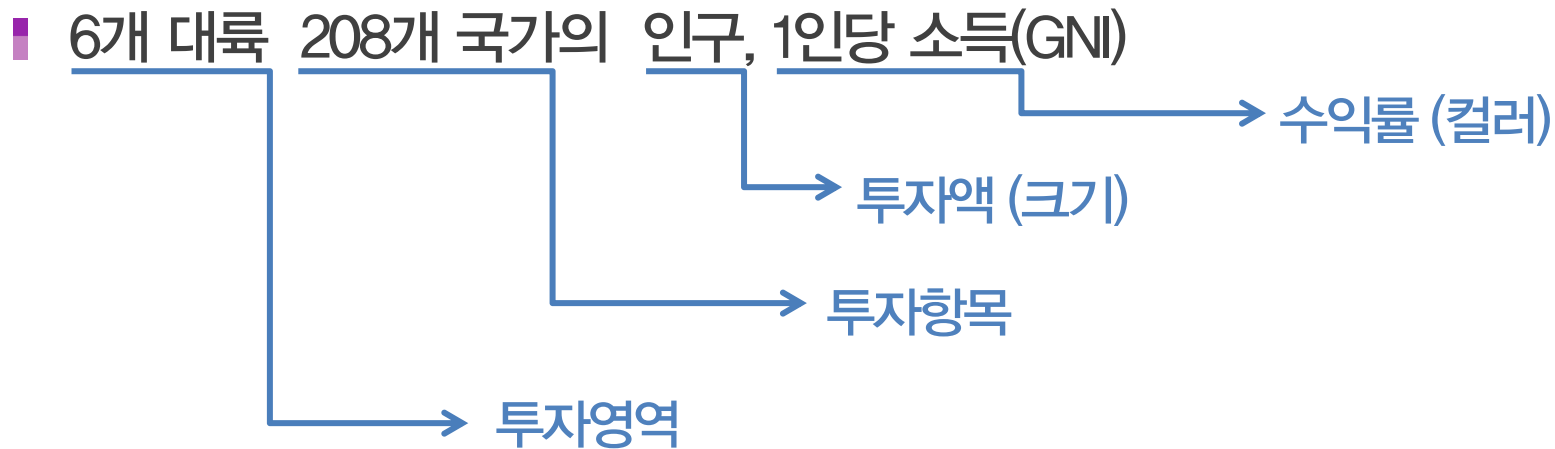 6개 대륙 208개 국가의 인구, 1인당 소득(GNI)
수익률 (컬러)
투자액 (크기)
투자항목
투자영역